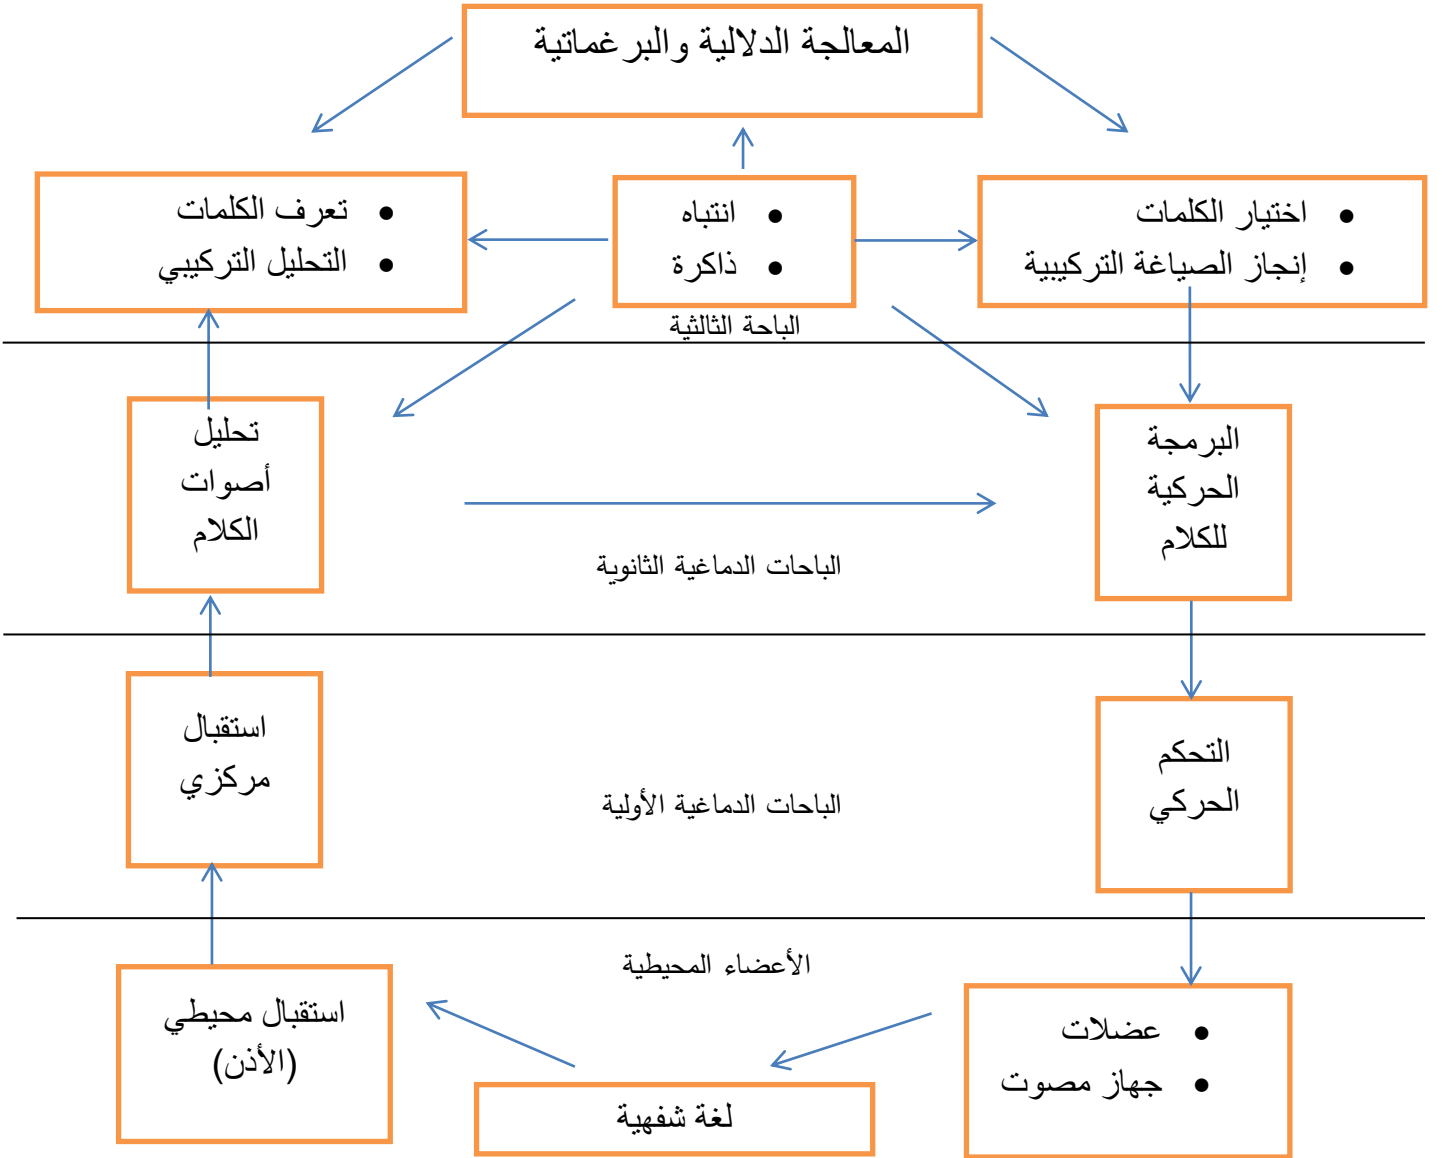 المعالجة الدلالية والبرغماتية
اختيار الكلمات
إنجاز الصياغة التركيبية
انتباه
ذاكرة
تعرف الكلمات
التحليل التركيبي
الباحة الثالثية
البرمجة
الحركية
للكلام
تحليل
أصوات
الكلام
الباحات الدماغية الثانوية
التحكم
الحركي
استقبال
مركزي
الباحات الدماغية الأولية
الأعضاء المحيطية
عضلات
جهاز مصوت
استقبال محيطي
(الأذن)
لغة شفهية